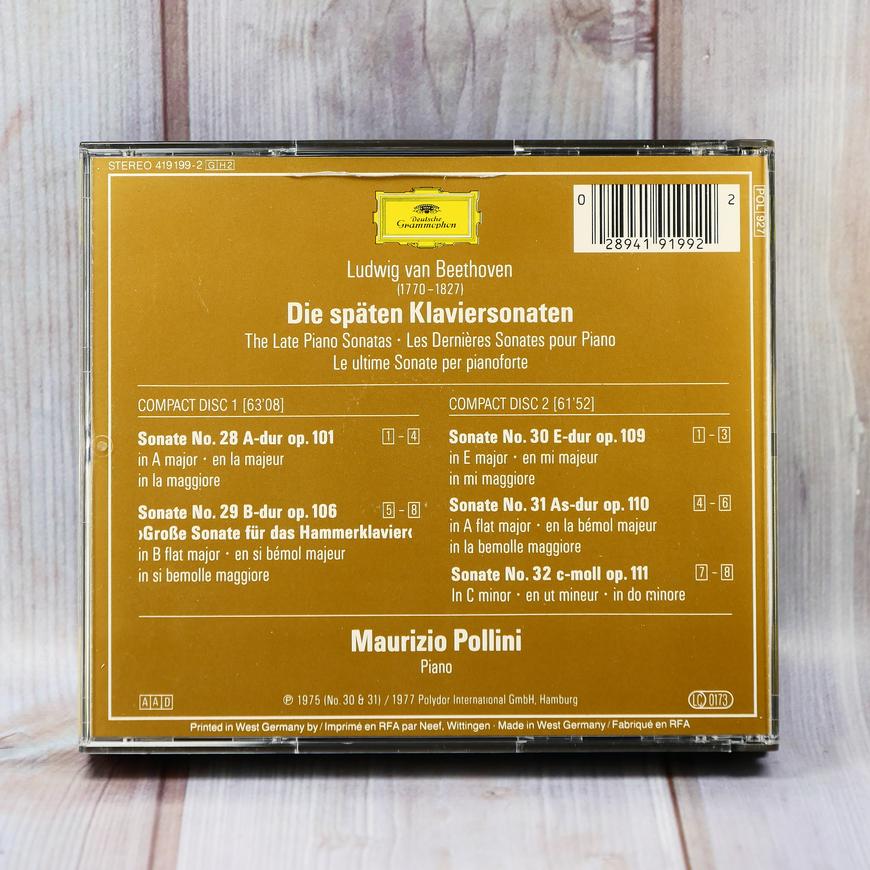 STEREO 419 199-2 GH2
Deutsche
Grammophon
0 28941 91992 2
POL 927
Ludwig van Beethoven
(1770–1827)
Die späten Klaviersonaten
The Late Piano Sonatas · Les Dernières Sonates pour Piano
Le ultime Sonate per pianoforte
COMPACT DISC 1 [63'08]
Sonate No. 28 A-dur op. 101 1 – 4
in A major · en la majeur
in la maggiore
Sonate No. 29 B-dur op. 106 5 – 8
›Große Sonate für das Hammerklavier‹
in B flat major · en si bémol majeur
in si bemolle maggiore
COMPACT DISC 2 [61'52]
Sonate No. 30 E-dur op. 109 1 – 3
in E major · en mi majeur
in mi maggiore
Sonate No. 31 As-dur op. 110 4 – 6
in A flat major · en la bémol majeur
in la bemolle maggiore
Sonate No. 32 c-moll op. 111 7 – 8
In C minor · en ut mineur · in do minore
Maurizio Pollini
Piano
AAD
℗ 1975 (No. 30 & 31) / 1977 Polydor International GmbH, Hamburg
LC 0173
Printed in West Germany by / Imprimé en RFA par Neef, Wittingen · Made in West Germany / Fabriqué en RFA